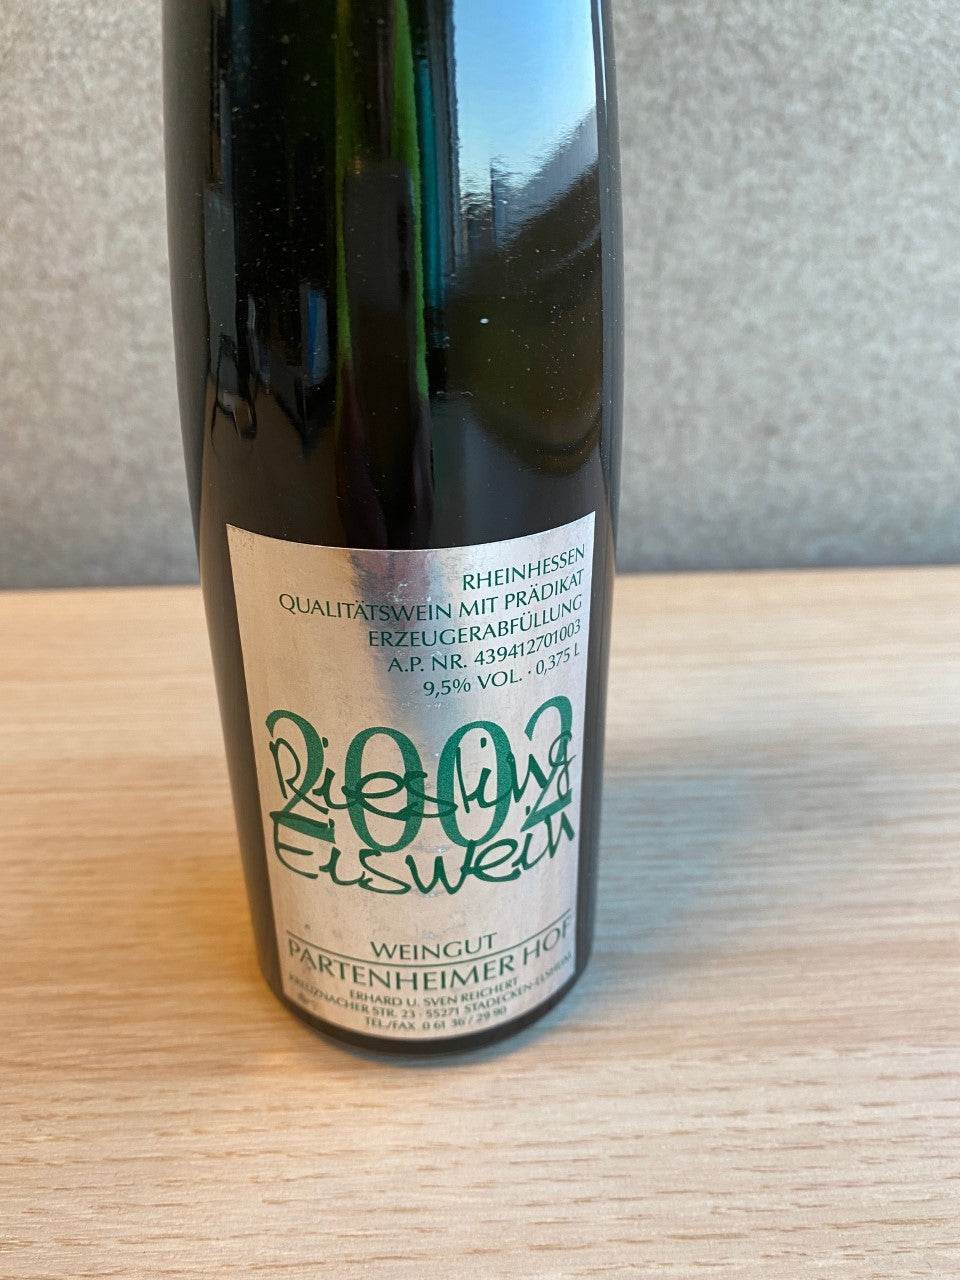 RHEINHESSEN
QUALITÄTSWEIN MIT PRÄDIKAT
ERZEUGERABFÜLLUNG
A.P. NR. 439412701003
9,5% VOL. · 0,375 L
2002
Riesling
Eiswein
WEINGUT
PARTENHEIMER HOF
ERHARD U. SVEN REICHERT
KREUZNACHER STR. 23 · 55271 STADECKEN-ELSHEIM
TEL./FAX 0 61 36 / 29 90